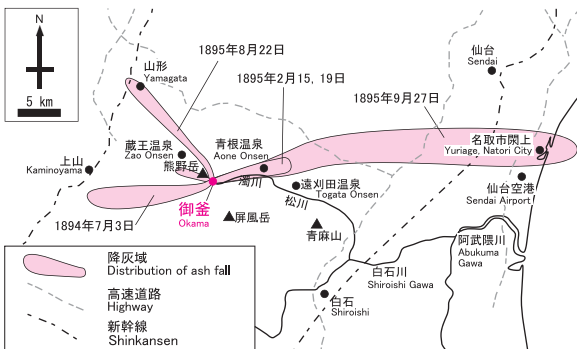 N
5 km
山形
Yamagata
1895年8月22日
仙台
Sendai
1895年2月15, 19日
1895年9月27日
蔵王温泉
Zao Onsen
青根温泉
Aone Onsen
名取市閖上
Yuriage, Natori City
上山
Kaminoyama
熊野岳
濁川
遠刈田温泉
Togata Onsen
仙台空港
Sendai Airport
御釜
Okama
松川
1894年7月3日
屏風岳
青麻山
阿武隈川
Abukuma
Gawa
白石川
Shiroishi Gawa
白石
Shiroishi
降灰域
Distribution of ash fall
高速道路
Highway
新幹線
Shinkansen